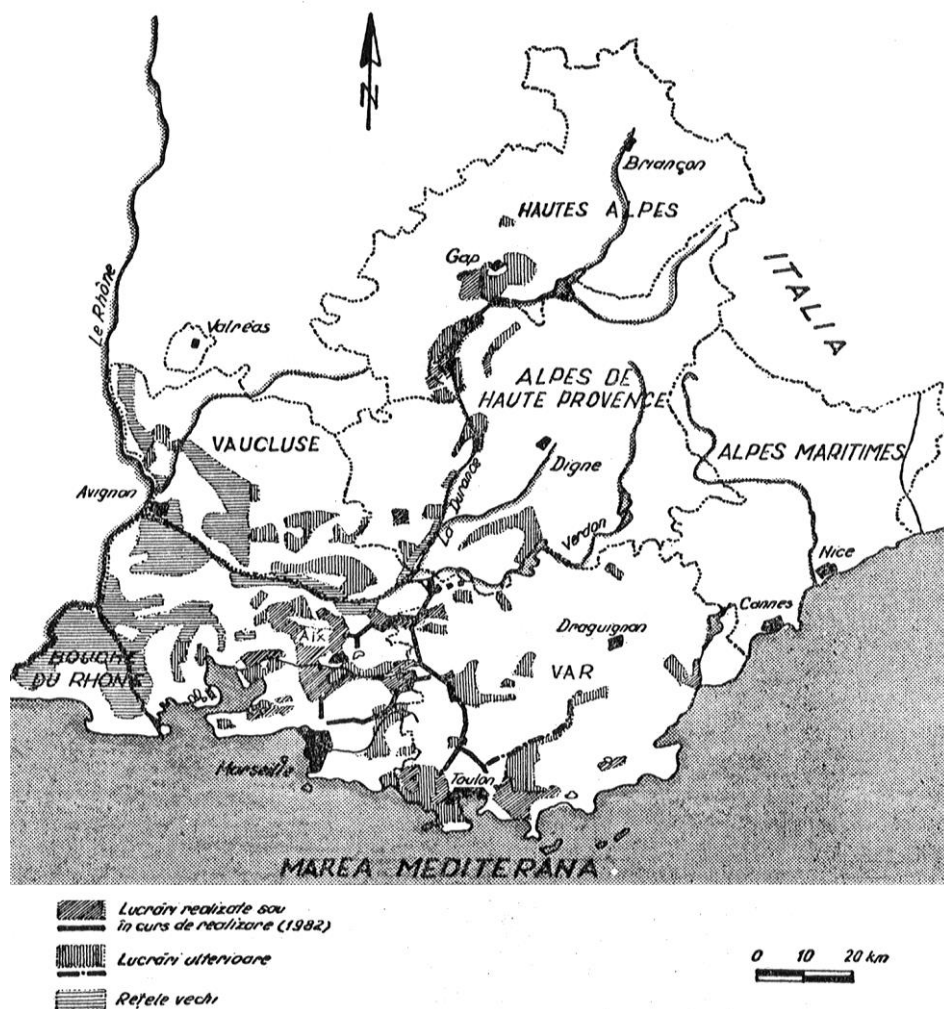 N
Briançon
HAUTES ALPES
Gap
ITALIA
Le Rhône
Valréas
ALPES DE
HAUTE PROVENCE
VAUCLUSE
ALPES MARITIMES
Digne
La Durance
Avignon
Verdon
Nice
Cannes
Draguignan
Aix
BOUCHE
DU RHÔNE
VAR
Marseille
Toulon
MAREA MEDITERANA
Lucrări realizate sau
în curs de realizare (1982)
Lucrări ulterioare
Rețele vechi
0 10 20 km